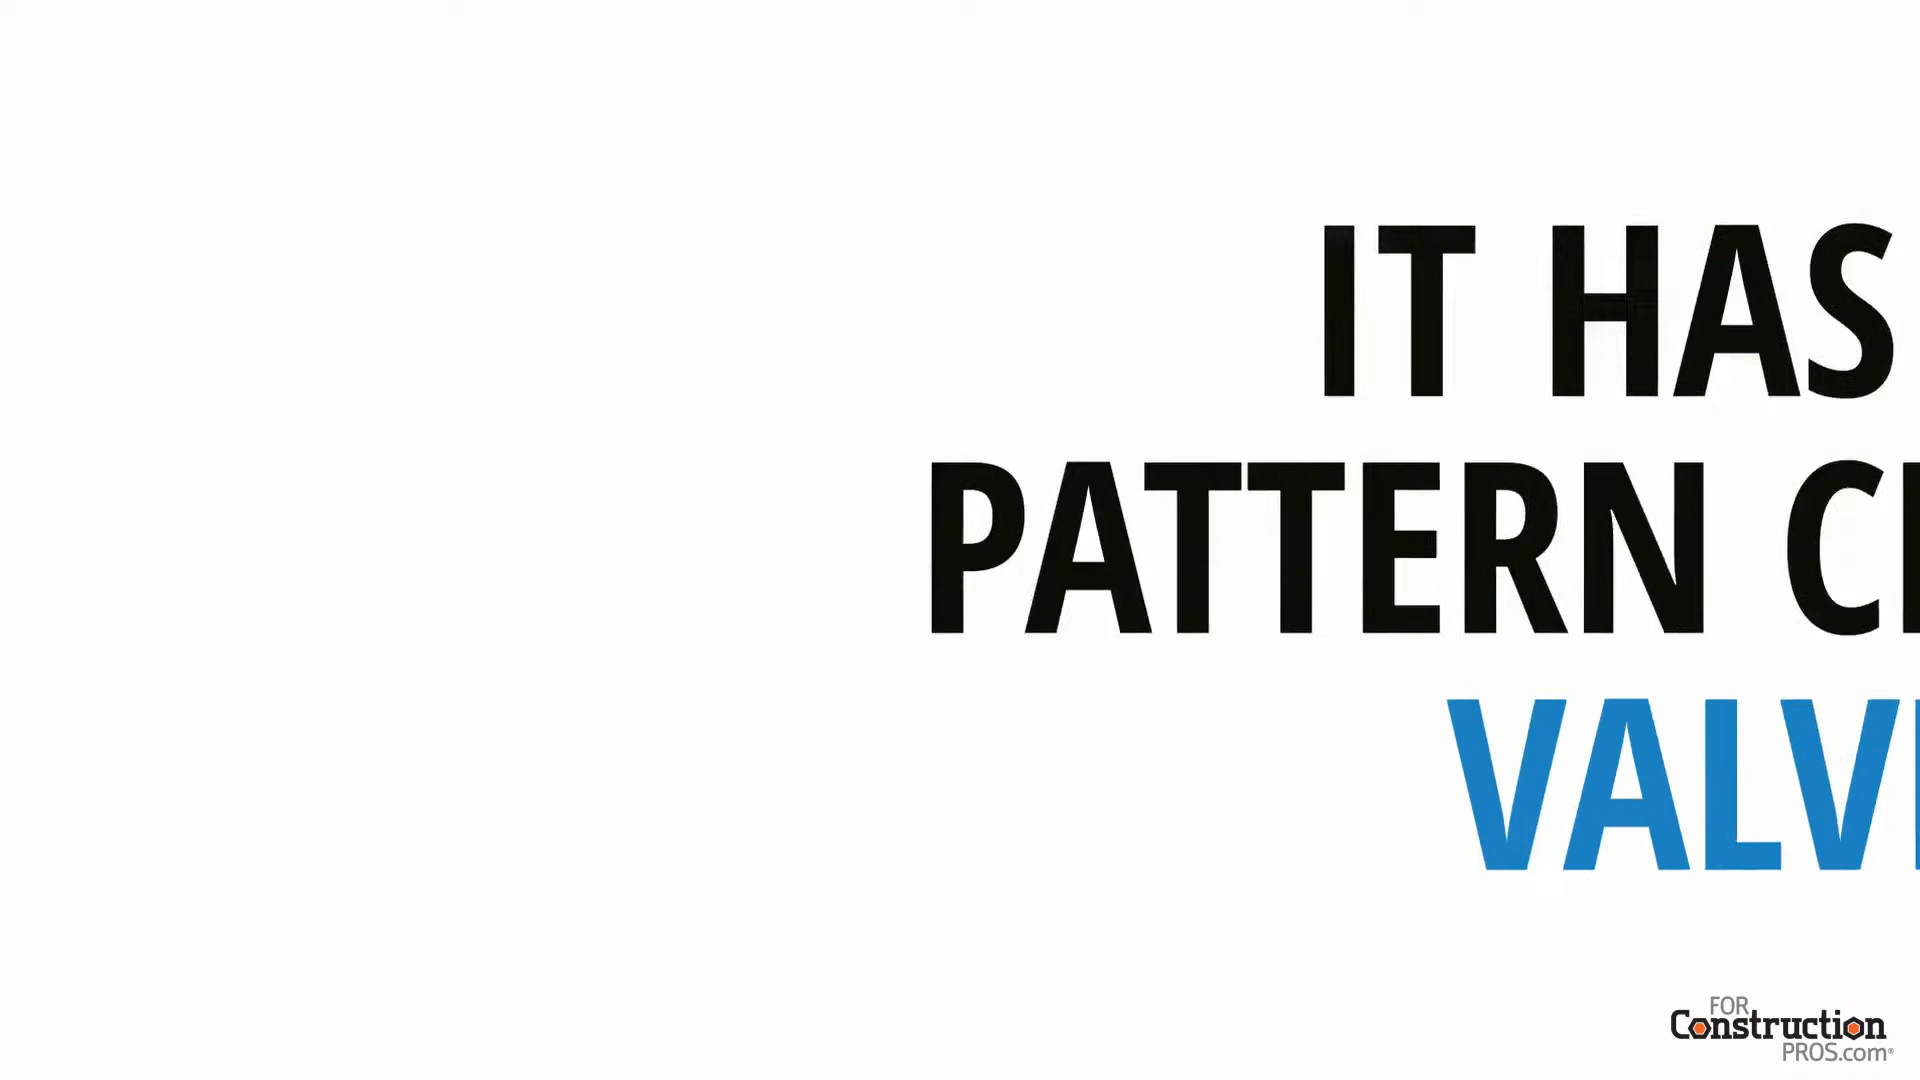 IT HAS
PATTERN C
VALV
FOR
Construction
PROS.com®